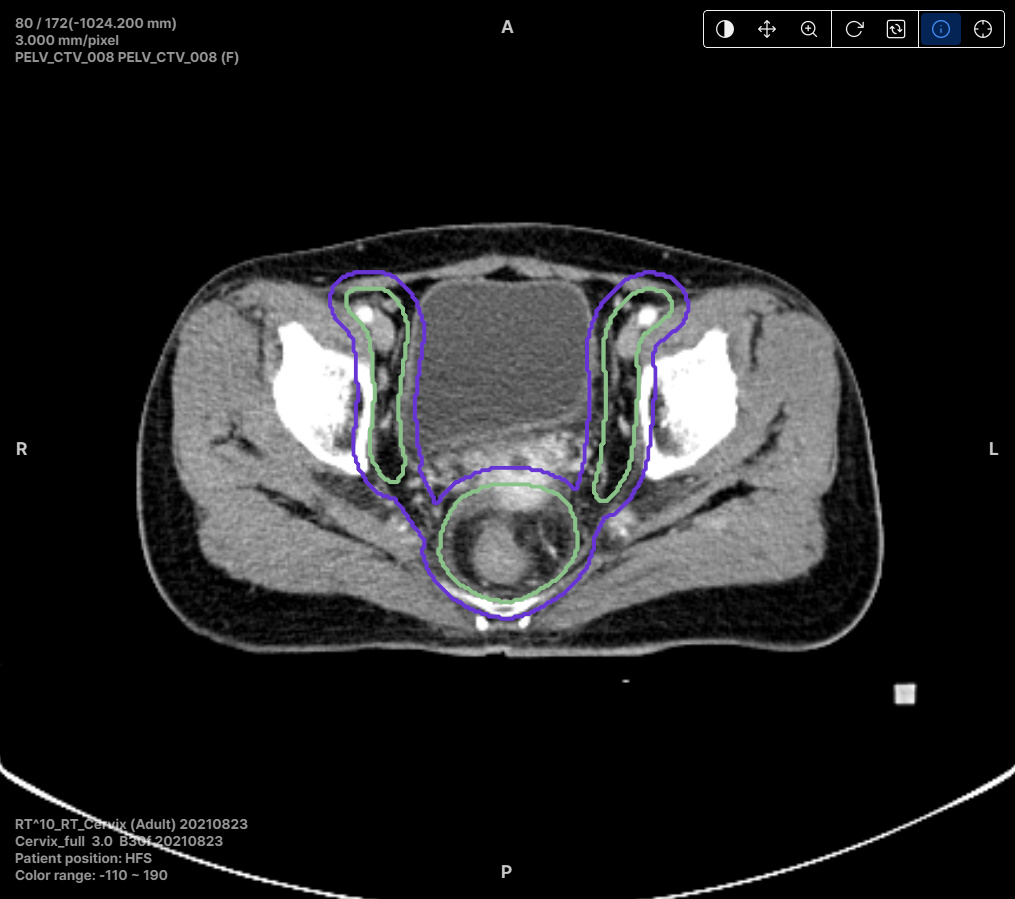 80 / 172(-1024.200 mm)
3.000 mm/pixel
PELV_CTV_008 PELV_CTV_008 (F)
A
R
L
RT^10_RT_Cervix (Adult) 20210823
Cervix_full 3.0 B30f 20210823
Patient position: HFS
Color range: -110 ~ 190
P